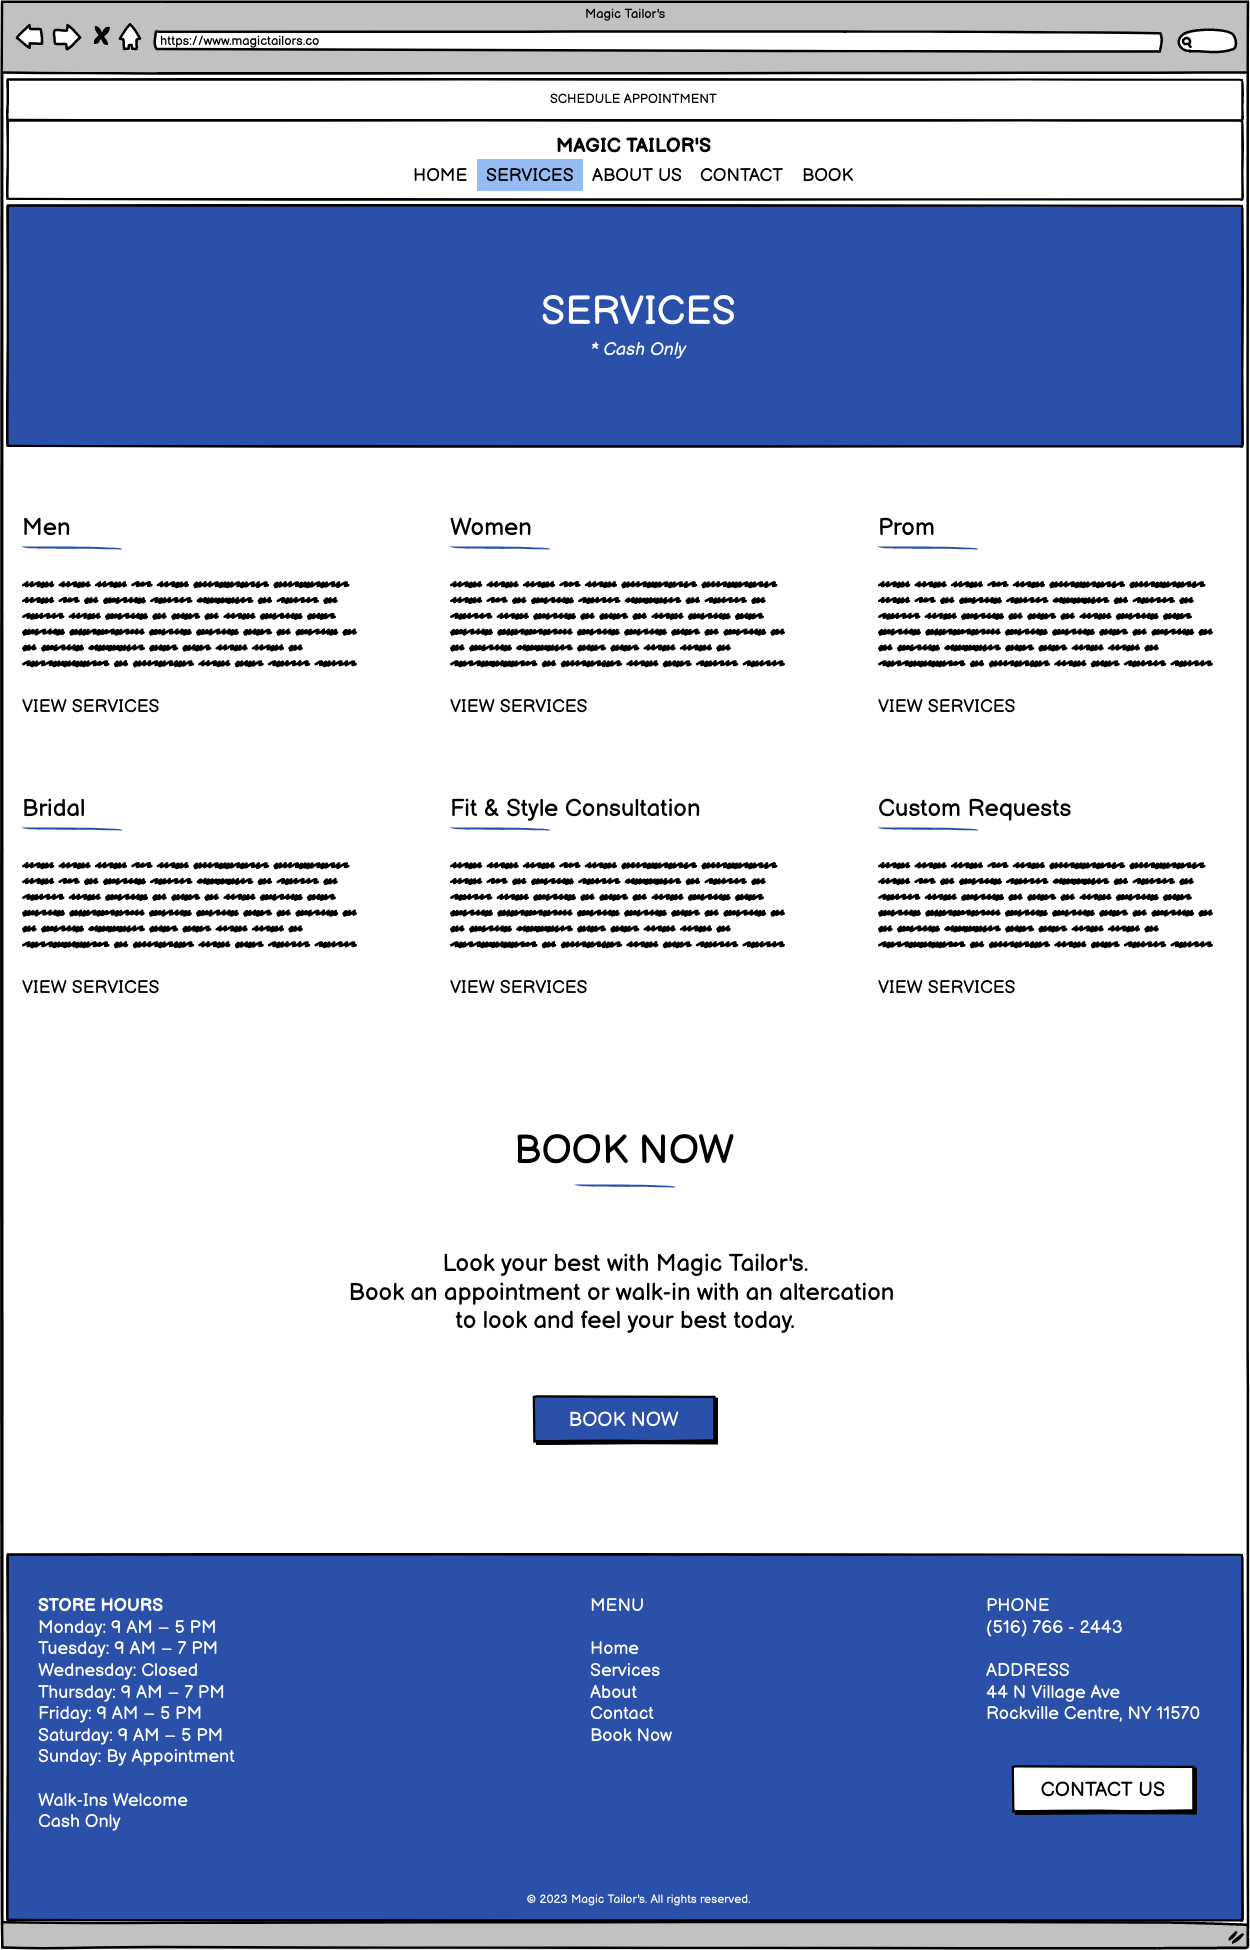 Magic Tailor's
https://www.magictailors.co
SCHEDULE APPOINTMENT
MAGIC TAILOR'S
HOME SERVICES ABOUT US CONTACT BOOK
SERVICES
* Cash Only
Men
VIEW SERVICES
Women
VIEW SERVICES
Prom
VIEW SERVICES
Bridal
VIEW SERVICES
Fit & Style Consultation
VIEW SERVICES
Custom Requests
VIEW SERVICES
BOOK NOW
Look your best with Magic Tailor's.
Book an appointment or walk-in with an altercation
to look and feel your best today.
BOOK NOW
STORE HOURS
Monday: 9 AM – 5 PM
Tuesday: 9 AM – 7 PM
Wednesday: Closed
Thursday: 9 AM – 7 PM
Friday: 9 AM – 5 PM
Saturday: 9 AM – 5 PM
Sunday: By Appointment
Walk-Ins Welcome
Cash Only
MENU
Home
Services
About
Contact
Book Now
PHONE
(516) 766 - 2443
ADDRESS
44 N Village Ave
Rockville Centre, NY 11570
CONTACT US
© 2023 Magic Tailor's. All rights reserved.